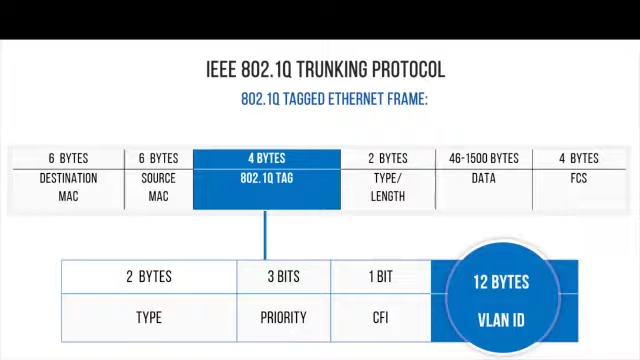 IEEE 802.1Q TRUNKING PROTOCOL
802.1Q TAGGED ETHERNET FRAME:
6 BYTES 6 BYTES 4 BYTES 2 BYTES 46-1500 BYTES 4 BYTES
DESTINATION MAC SOURCE MAC 802.1Q TAG TYPE/ LENGTH DATA FCS
2 BYTES 3 BITS 1 BIT 12 BYTES
TYPE PRIORITY CFI VLAN ID